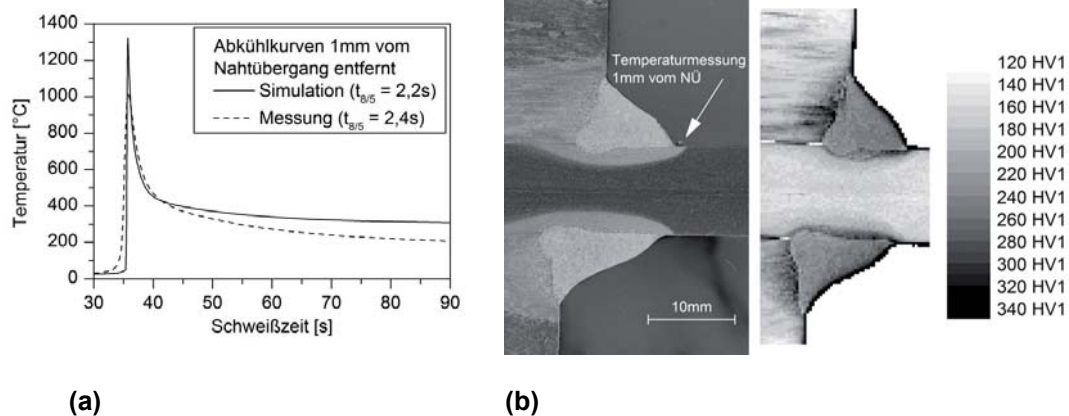 1400
1200
1000
800
600
400
200
0
Temperatur [°C]
Abkühlkurven 1mm vom
Nahtübergang entfernt
Simulation (t8/5 = 2,2s)
Messung (t8/5 = 2,4s)
30 40 50 60 70 80 90
Schweißzeit [s]
(a)
Temperaturmessung
1mm vom NÜ
10mm
120 HV1
140 HV1
160 HV1
180 HV1
200 HV1
220 HV1
240 HV1
260 HV1
280 HV1
300 HV1
320 HV1
340 HV1
(b)